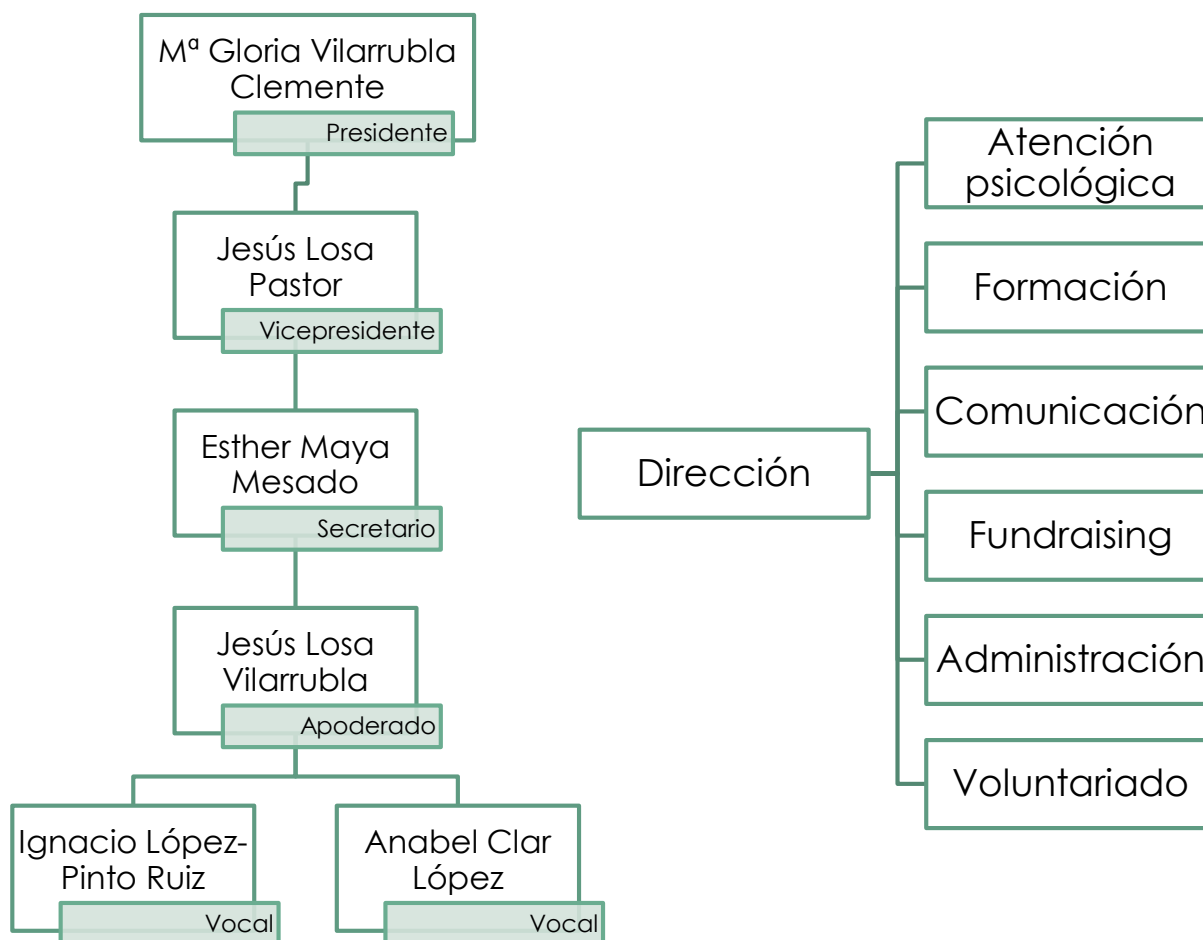 Mª Gloria Vilarrubla
Clemente
Presidente
Jesús Losa
Pastor
Vicepresidente
Esther Maya
Mesado
Secretario
Jesús Losa
Vilarrubla
Apoderado
Ignacio López-
Pinto Ruiz
Vocal
Anabel Clar
López
Vocal
Dirección
Atención
psicológica
Formación
Comunicación
Fundraising
Administración
Voluntariado